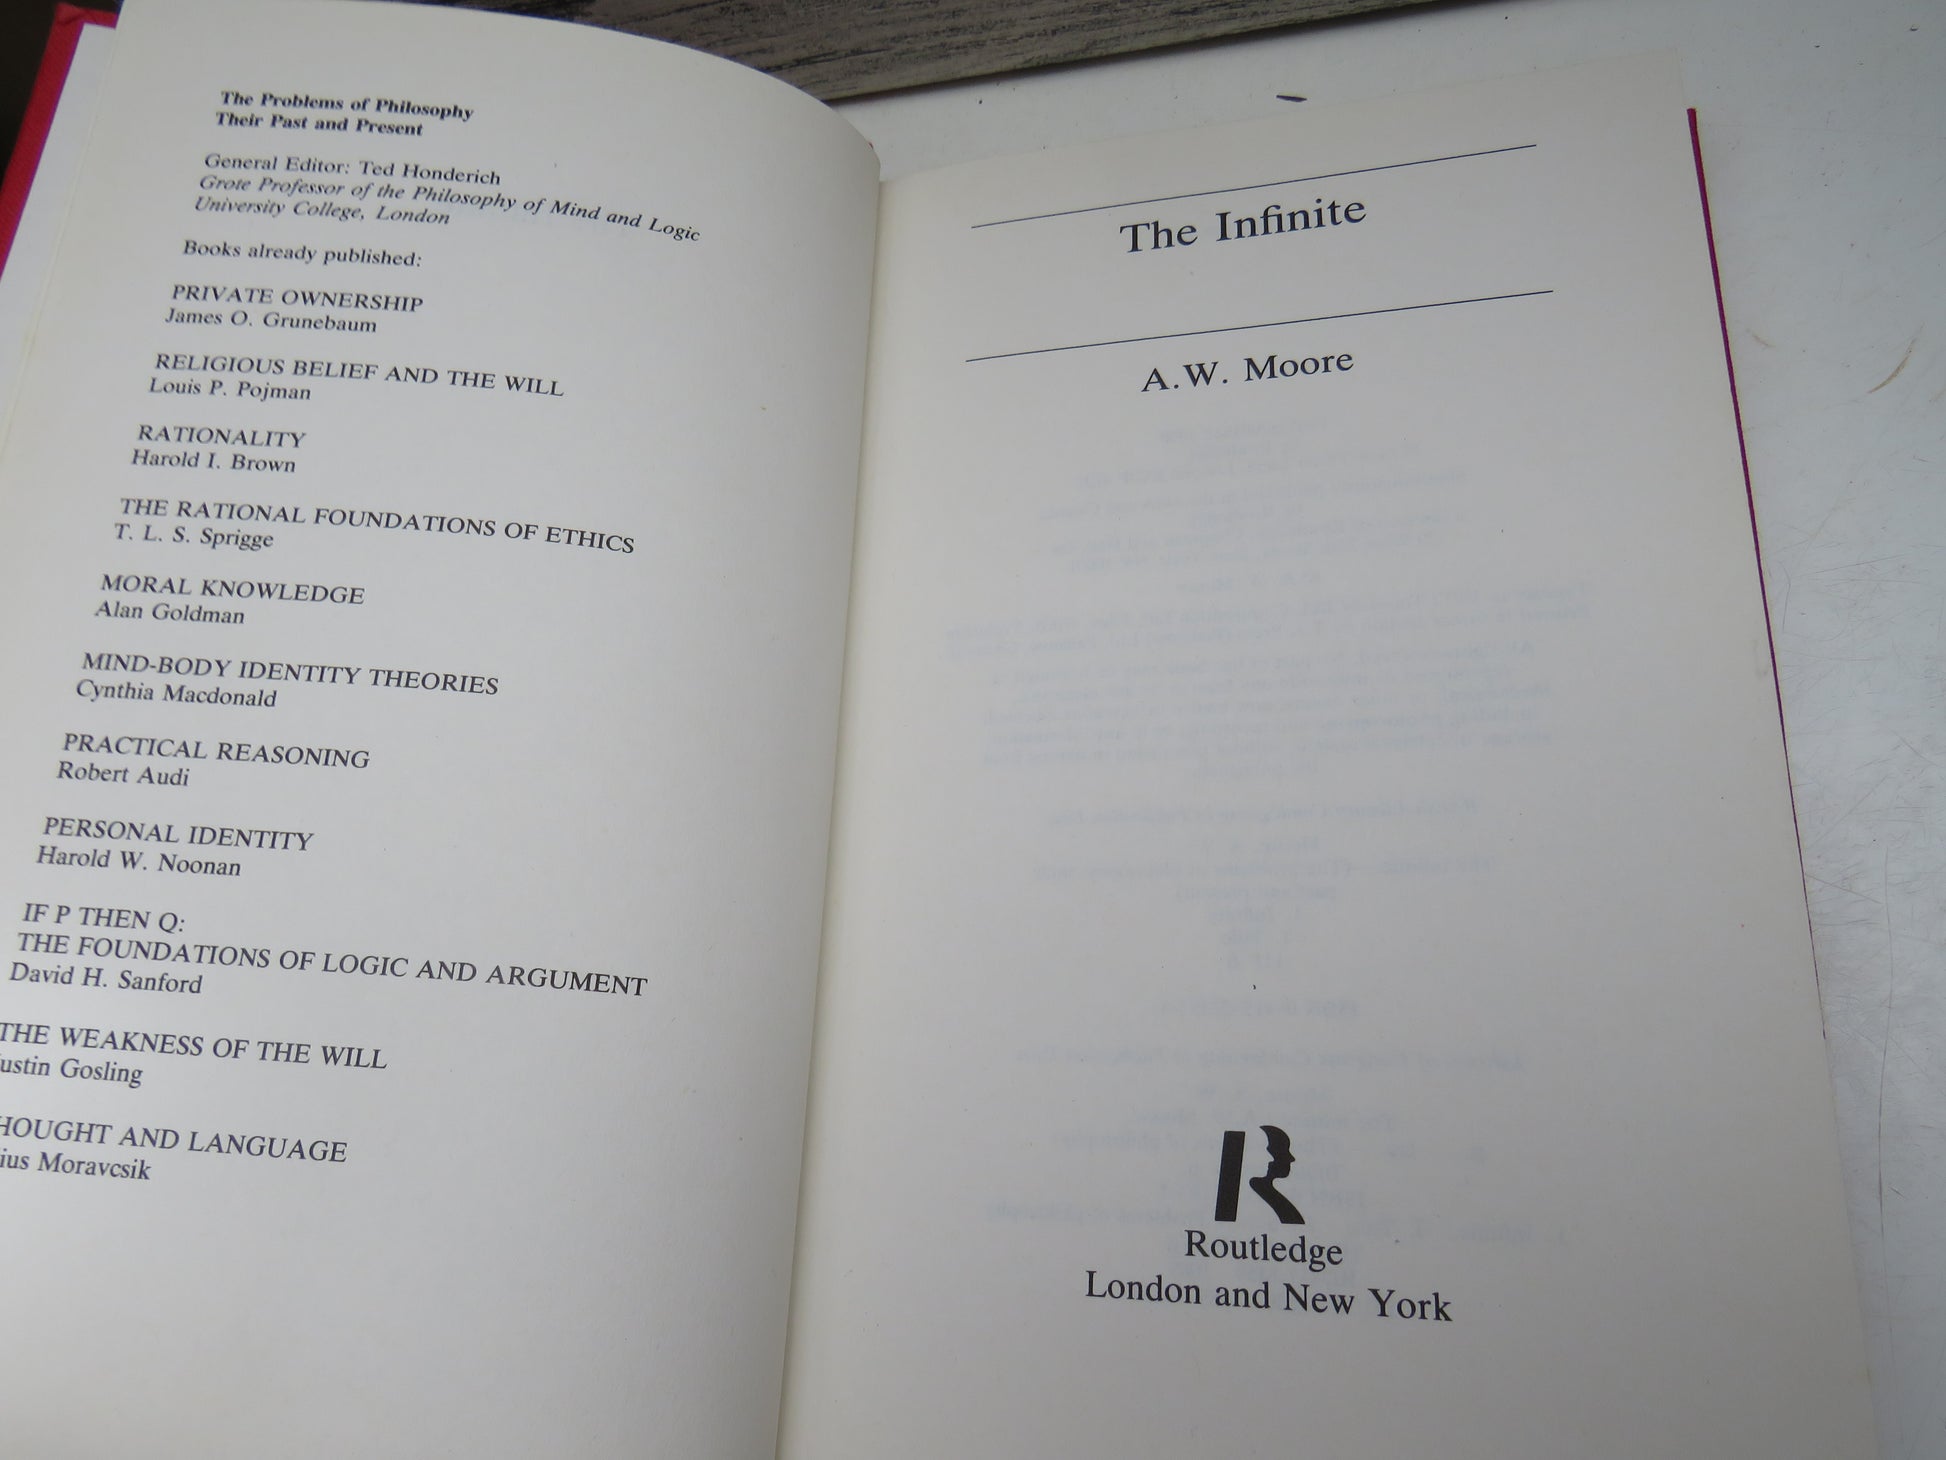 The Problems of Philosophy
Their Past and Present
General Editor: Ted Honderich
Grote Professor of the Philosophy of Mind and Logic
University College, London
Books already published:
PRIVATE OWNERSHIP
James O. Grunebaum
RELIGIOUS BELIEF AND THE WILL
Louis P. Pojman
RATIONALITY
Harold I. Brown
THE RATIONAL FOUNDATIONS OF ETHICS
T. L. S. Sprigge
MORAL KNOWLEDGE
Alan Goldman
MIND-BODY IDENTITY THEORIES
Cynthia Macdonald
PRACTICAL REASONING
Robert Audi
PERSONAL IDENTITY
Harold W. Noonan
IF P THEN Q:
THE FOUNDATIONS OF LOGIC AND ARGUMENT
David H. Sanford
THE WEAKNESS OF THE WILL
ustin Gosling
HOUGHT AND LANGUAGE
ius Moravcsik
The Infinite
A.W. Moore
Routledge
London and New York